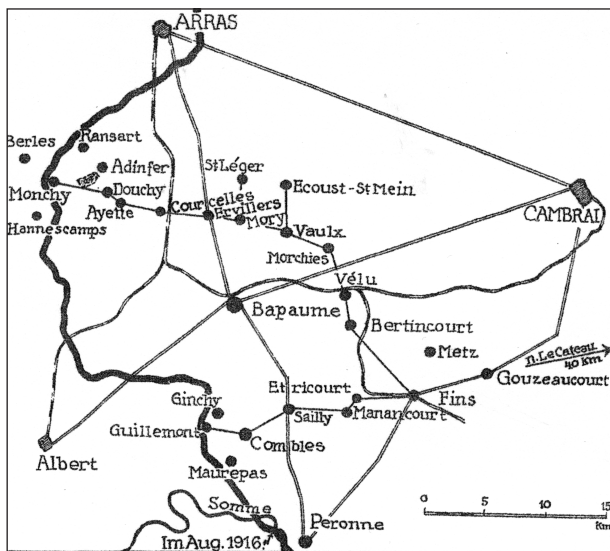 ARRAS
Berles
Ransart
Adinfer
St Léger
Monchy
Douchy
Ecoust-St Mein
Ayette
Courcelles
Ervillers
Mory
Hannescamps
Vaulx
CAMBRAI
Morchies
Vélu
Bapaume
Bertincourt
Metz
n. Le Cateau
40 km
Gouzeaucourt
Etricourt
Fins
Ginchy
Sailly
Manancourt
Guillemont
Combles
Albert
Maurepas
Somme
Peronne
Im Aug. 1916.
0 5 10 15
km